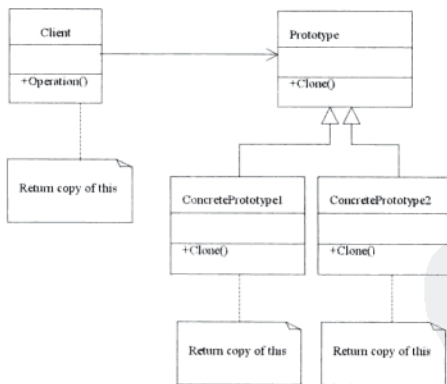 Client
+Operation()
Prototype
+Clone()
Return copy of this
ConcretePrototype1
+Clone()
ConcretePrototype2
+Clone()
Return copy of this
Return copy of this